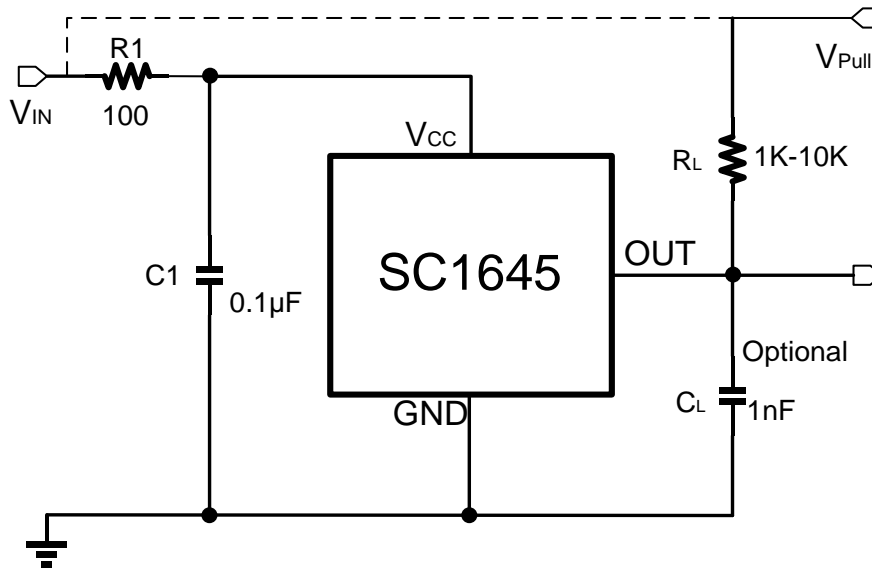 R1
VIN
100
VPull
VCC
RL
1K-10K
OUT
SC1645
C1
0.1µF
Optional
GND
CL
1nF